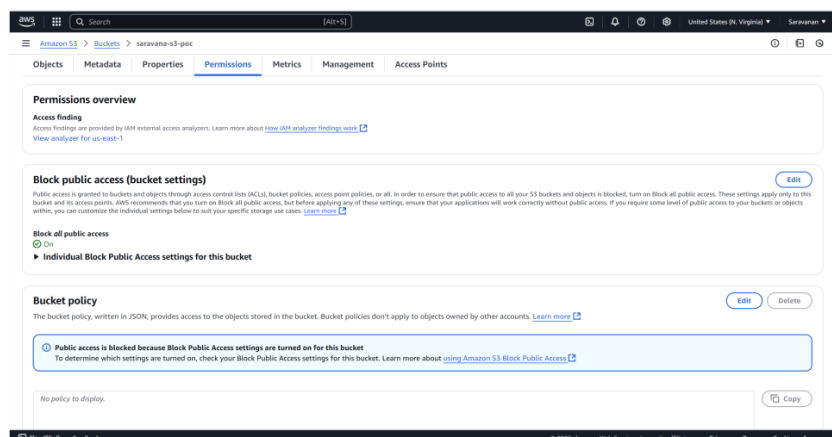 aws
Search
[Alt+S]
United States (N. Virginia)
Saravanan
Amazon S3 > Buckets > saravana-s3-poc
Objects
Metadata
Properties
Permissions
Metrics
Management
Access Points
Permissions overview
Access finding
Access findings are provided by IAM external access analyzers. Learn more about How IAM analyzer findings work
View analyzer for us-east-1
Block public access (bucket settings)
Edit
Public access is granted to buckets and objects through access control lists (ACLs), bucket policies, access point policies, or all. In order to ensure that public access to all your S3 buckets and objects is blocked, turn on Block all public access. These settings apply only to this
bucket and its access points. AWS recommends that you turn on Block all public access, but before applying any of these settings, ensure that your applications will work correctly without public access. If you require some level of public access to your buckets or objects
within, you can customize the individual settings below to suit your specific storage use cases. Learn more
Block all public access
On
Individual Block Public Access settings for this bucket
Bucket policy
Edit
Delete
The bucket policy, written in JSON, provides access to the objects stored in the bucket. Bucket policies don't apply to objects owned by other accounts. Learn more
Public access is blocked because Block Public Access settings are turned on for this bucket
To determine which settings are turned on, check your Block Public Access settings for this bucket. Learn more about using Amazon S3 Block Public Access
No policy to display.
Copy